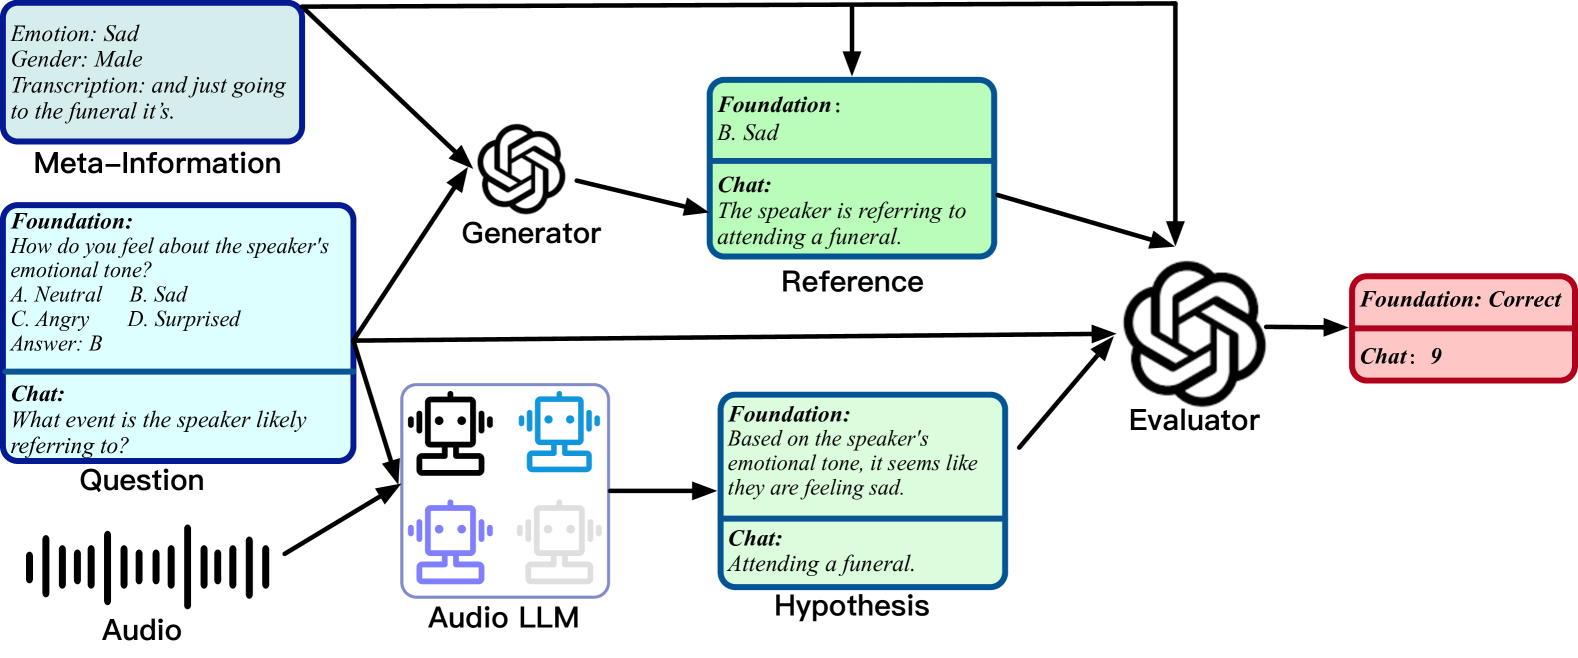 Emotion: Sad
Gender: Male
Transcription: and just going
to the funeral it's.
Meta-Information
Foundation:
How do you feel about the speaker's
emotional tone?
A. Neutral B. Sad
C. Angry D. Surprised
Answer: B
Chat:
What event is the speaker likely
referring to?
Question
Audio
Generator
Audio LLM
Foundation:
B. Sad
Chat:
The speaker is referring to
attending a funeral.
Reference
Foundation:
Based on the speaker's
emotional tone, it seems like
they are feeling sad.
Chat:
Attending a funeral.
Hypothesis
Evaluator
Foundation: Correct
Chat: 9